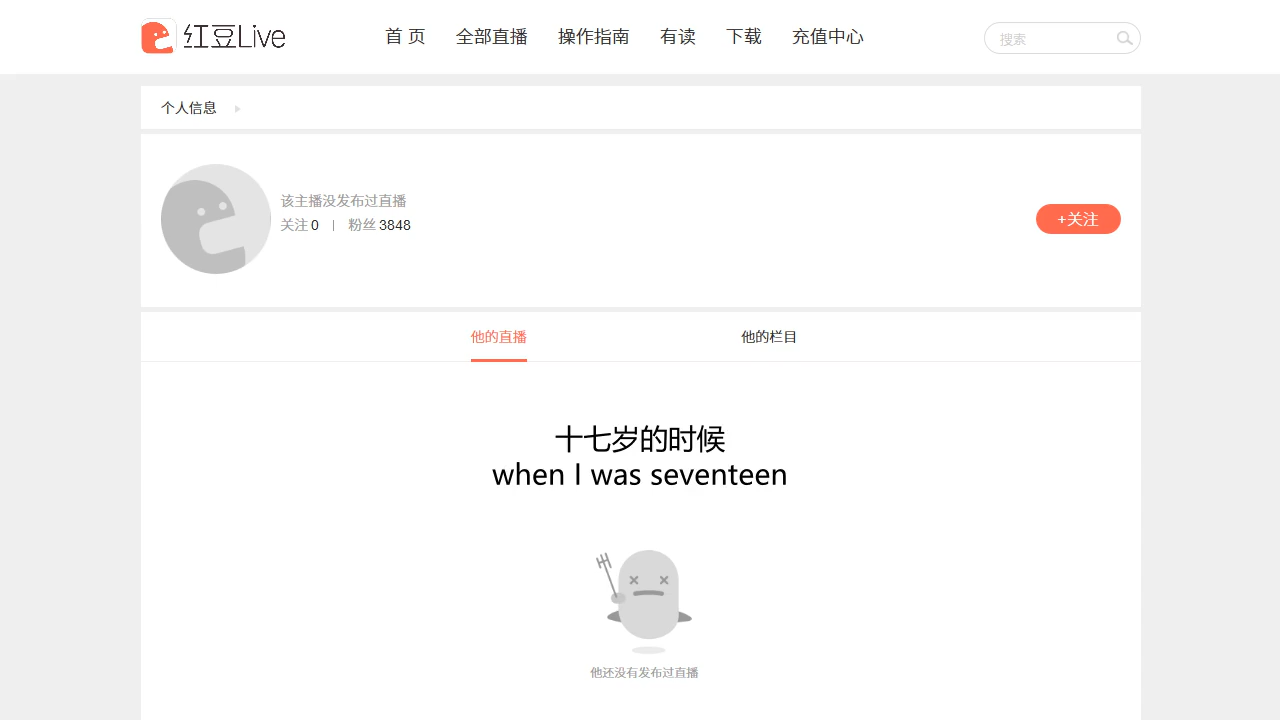 红豆Live
首 页 全部直播 操作指南 有读 下载 充值中心 搜索
个人信息
该主播没发布过直播
关注 0 | 粉丝 3848
+关注
他的直播 他的栏目
十七岁的时候
when I was seventeen
他还没有发布过直播